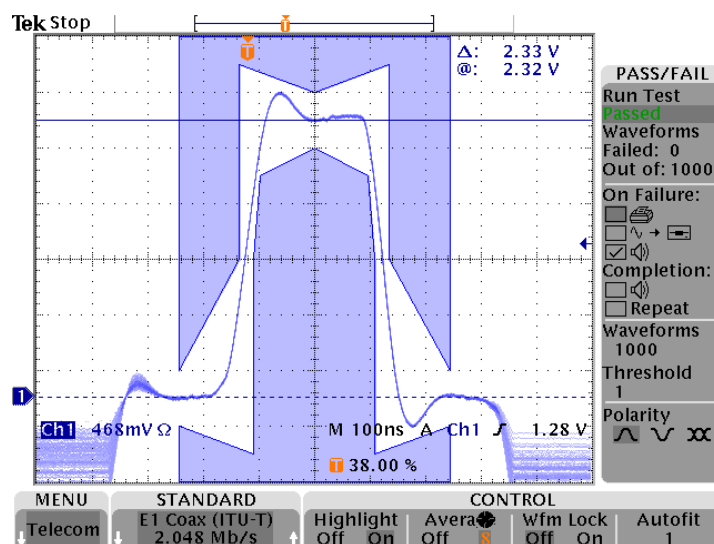 Tek Stop
T
T
Δ: 2.33 V
@: 2.32 V
PASS/FAIL
Run Test
Passed
Waveforms
Failed: 0
Out of: 1000
On Failure:
Completion:
Repeat
Waveforms
1000
Threshold
1
Polarity
1
Ch1 468mV Ω M 100ns A Ch1 1.28 V
T 38.00 %
MENU
Telecom
STANDARD
E1 Coax (ITU-T)
2.048 Mb/s
CONTROL
Highlight
Off On
Avera
Off 8
Wfm Lock
Off On
Autofit
1